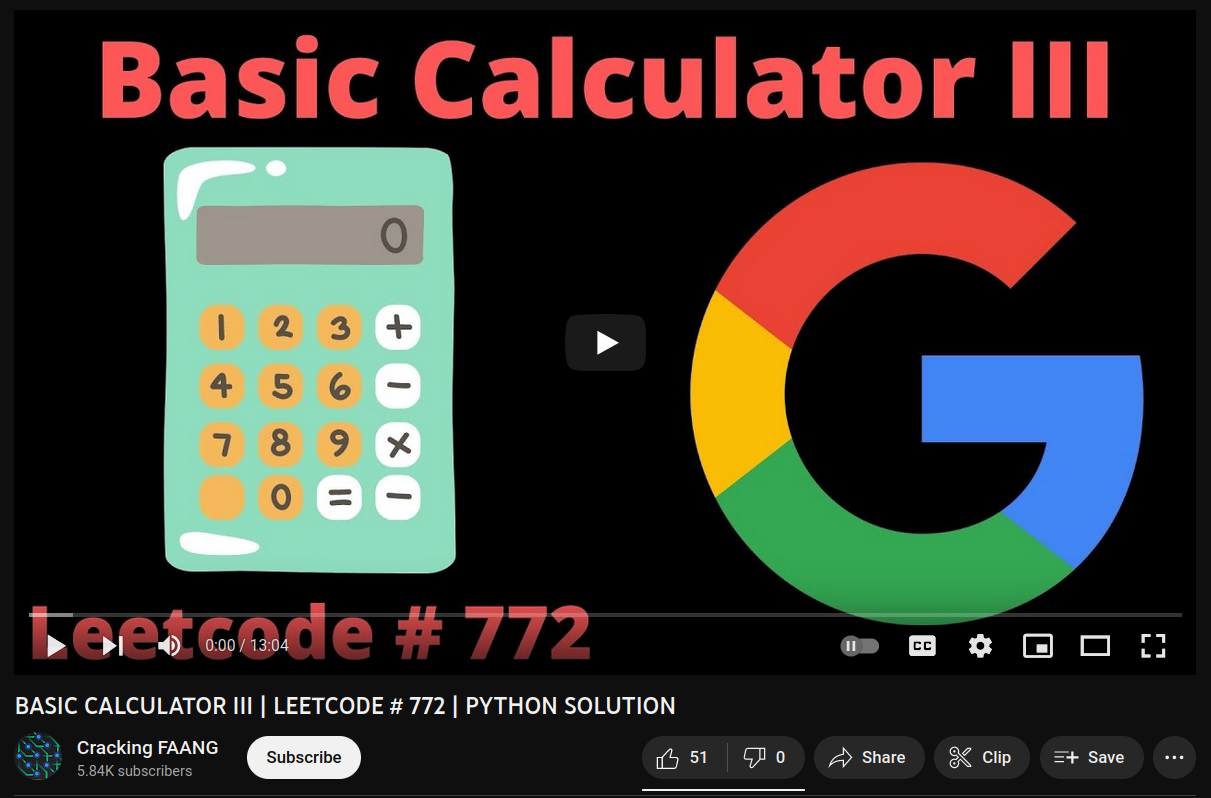 Basic Calculator III
0
1 2 3 +
4 5 6 −
7 8 9 ×
0 = −
G
Leetcode # 772
0:00 / 13:04
CC
BASIC CALCULATOR III | LEETCODE # 772 | PYTHON SOLUTION
Cracking FAANG
5.84K subscribers
Subscribe
51
0
Share
Clip
Save